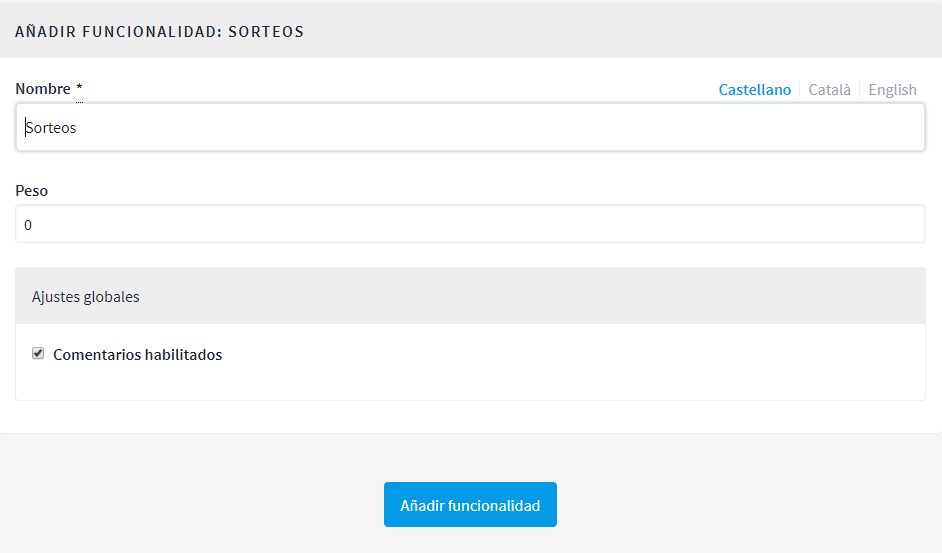 AÑADIR FUNCIONALIDAD: SORTEOS
Nombre * Castellano Català English
Sorteos
Peso
0
Ajustes globales
Comentarios habilitados
Añadir funcionalidad